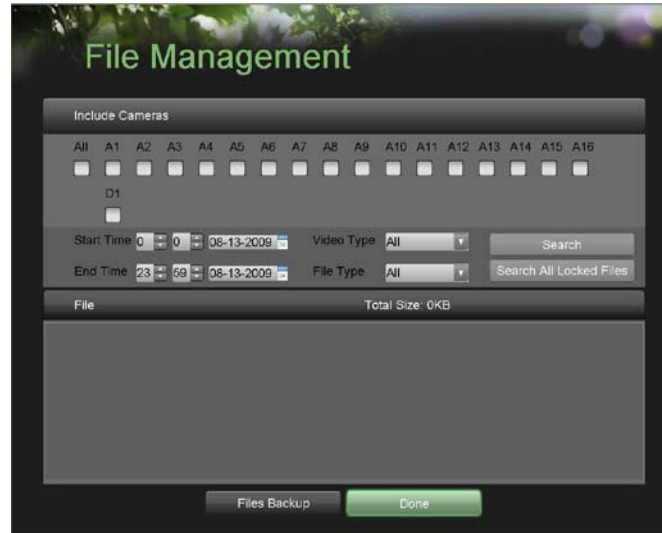 File Management
Include Cameras
All A1 A2 A3 A4 A5 A6 A7 A8 A9 A10 A11 A12 A13 A14 A15 A16
D1
Start Time 0 0 08-13-2009 Video Type All Search
End Time 23 59 08-13-2009 File Type All Search All Locked Files
File Total Size: 0KB
Files Backup Done